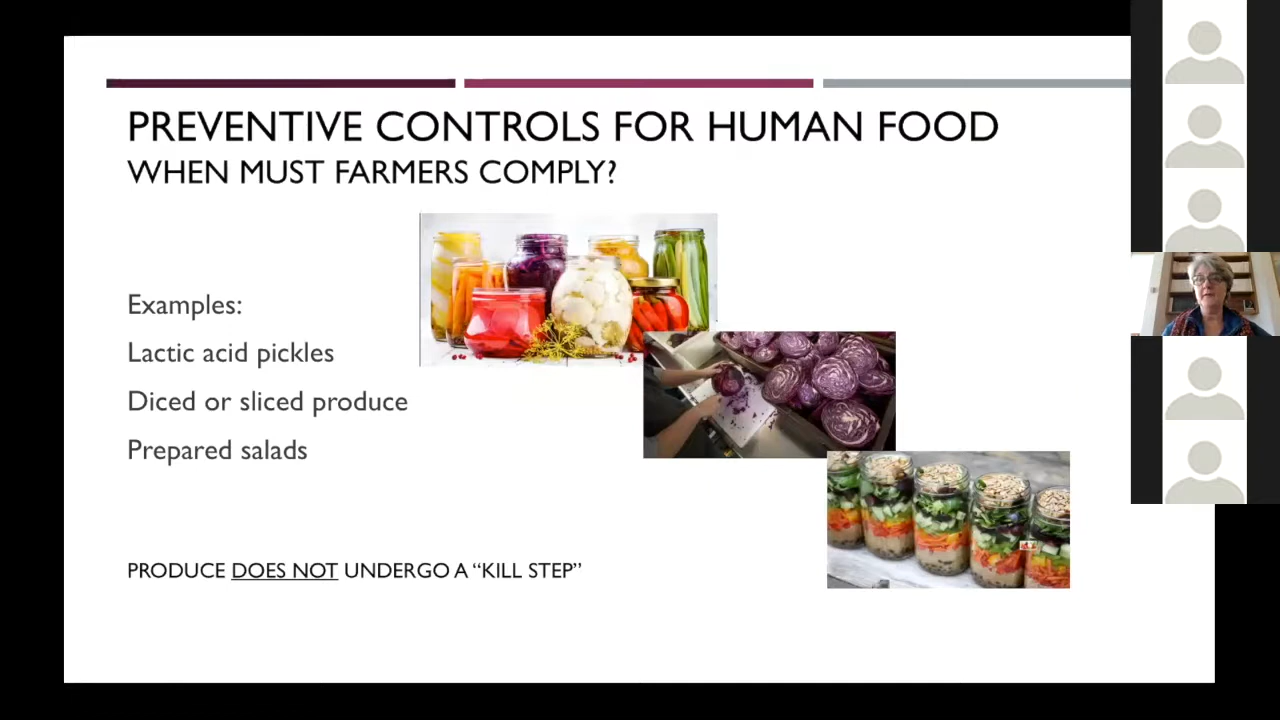 PREVENTIVE CONTROLS FOR HUMAN FOOD
WHEN MUST FARMERS COMPLY?
Examples:
Lactic acid pickles
Diced or sliced produce
Prepared salads
PRODUCE DOES NOT UNDERGO A “KILL STEP”